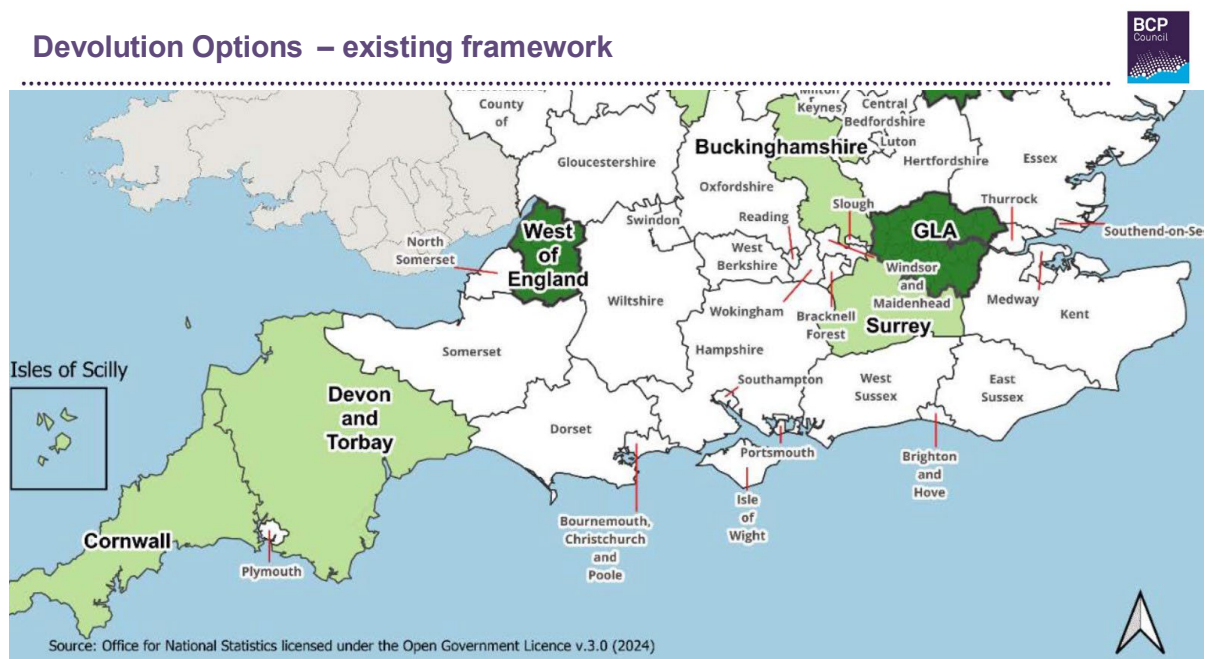 Devolution Options – existing framework
BCP
Council
County
of
Gloucestershire
Buckinghamshire
Keynes
Central
Bedfordshire
Luton
Hertfordshire
Essex
Oxfordshire
Swindon
Reading
Slough
Thurrock
GLA
Southend-on-Se
North
Somerset
West
of
England
West
Berkshire
Windsor
and
Maidenhead
Medway
Kent
Wiltshire
Wokingham
Bracknell
Forest
Surrey
Somerset
Hampshire
Southampton
West
Sussex
East
Sussex
Isles of Scilly
Devon
and
Torbay
Dorset
Portsmouth
Brighton
and
Hove
Isle
of
Wight
Bournemouth,
Christchurch
and
Poole
Cornwall
Plymouth
Source: Office for National Statistics licensed under the Open Government Licence v.3.0 (2024)